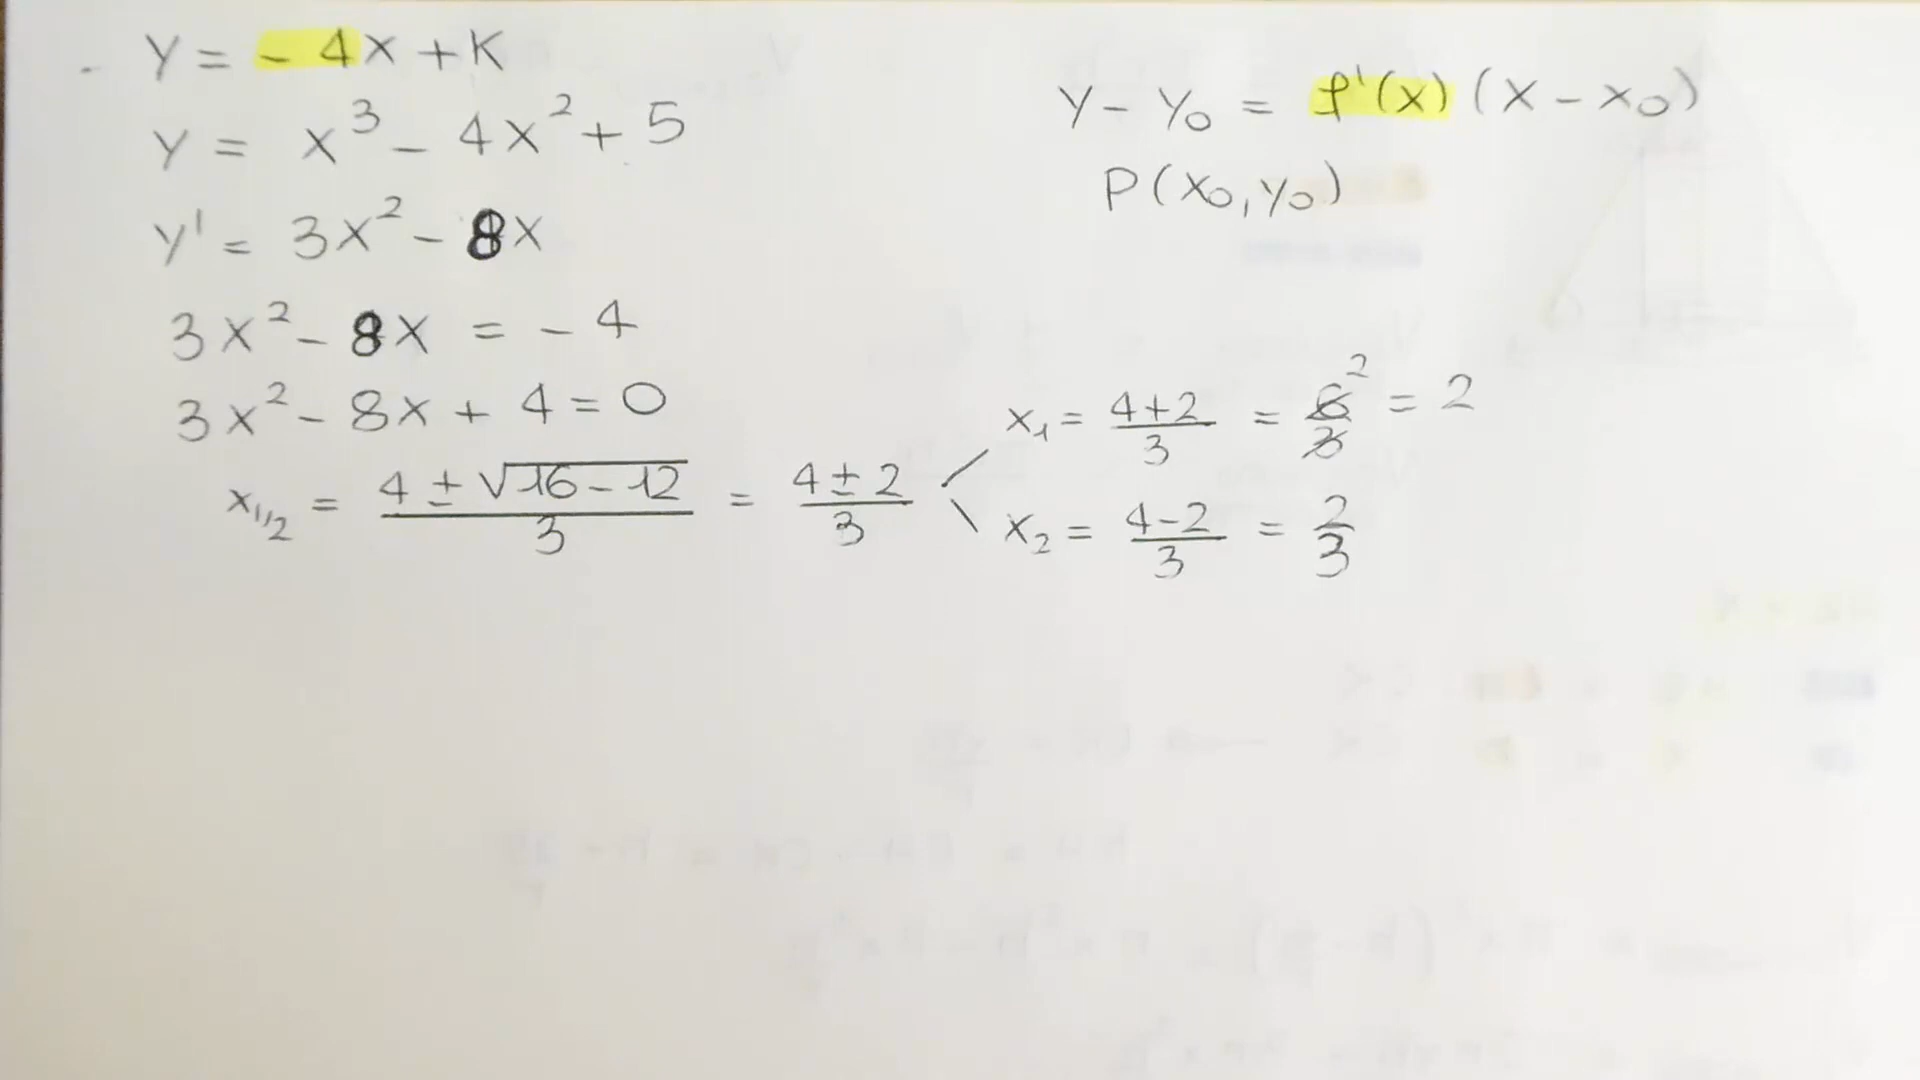 - y = - 4x + K
y = x³ - 4x² + 5
y' = 3x² - 8x
3x² - 8x = - 4
3x² - 8x + 4 = 0
x₁,₂ = (4 ± √(16 - 12))/3 = (4 ± 2)/3
x₁ = (4+2)/3 = 6/3 ² = 2
x₂ = (4-2)/3 = 2/3
y - y₀ = f'(x) (x - x₀)
P(x₀, y₀)